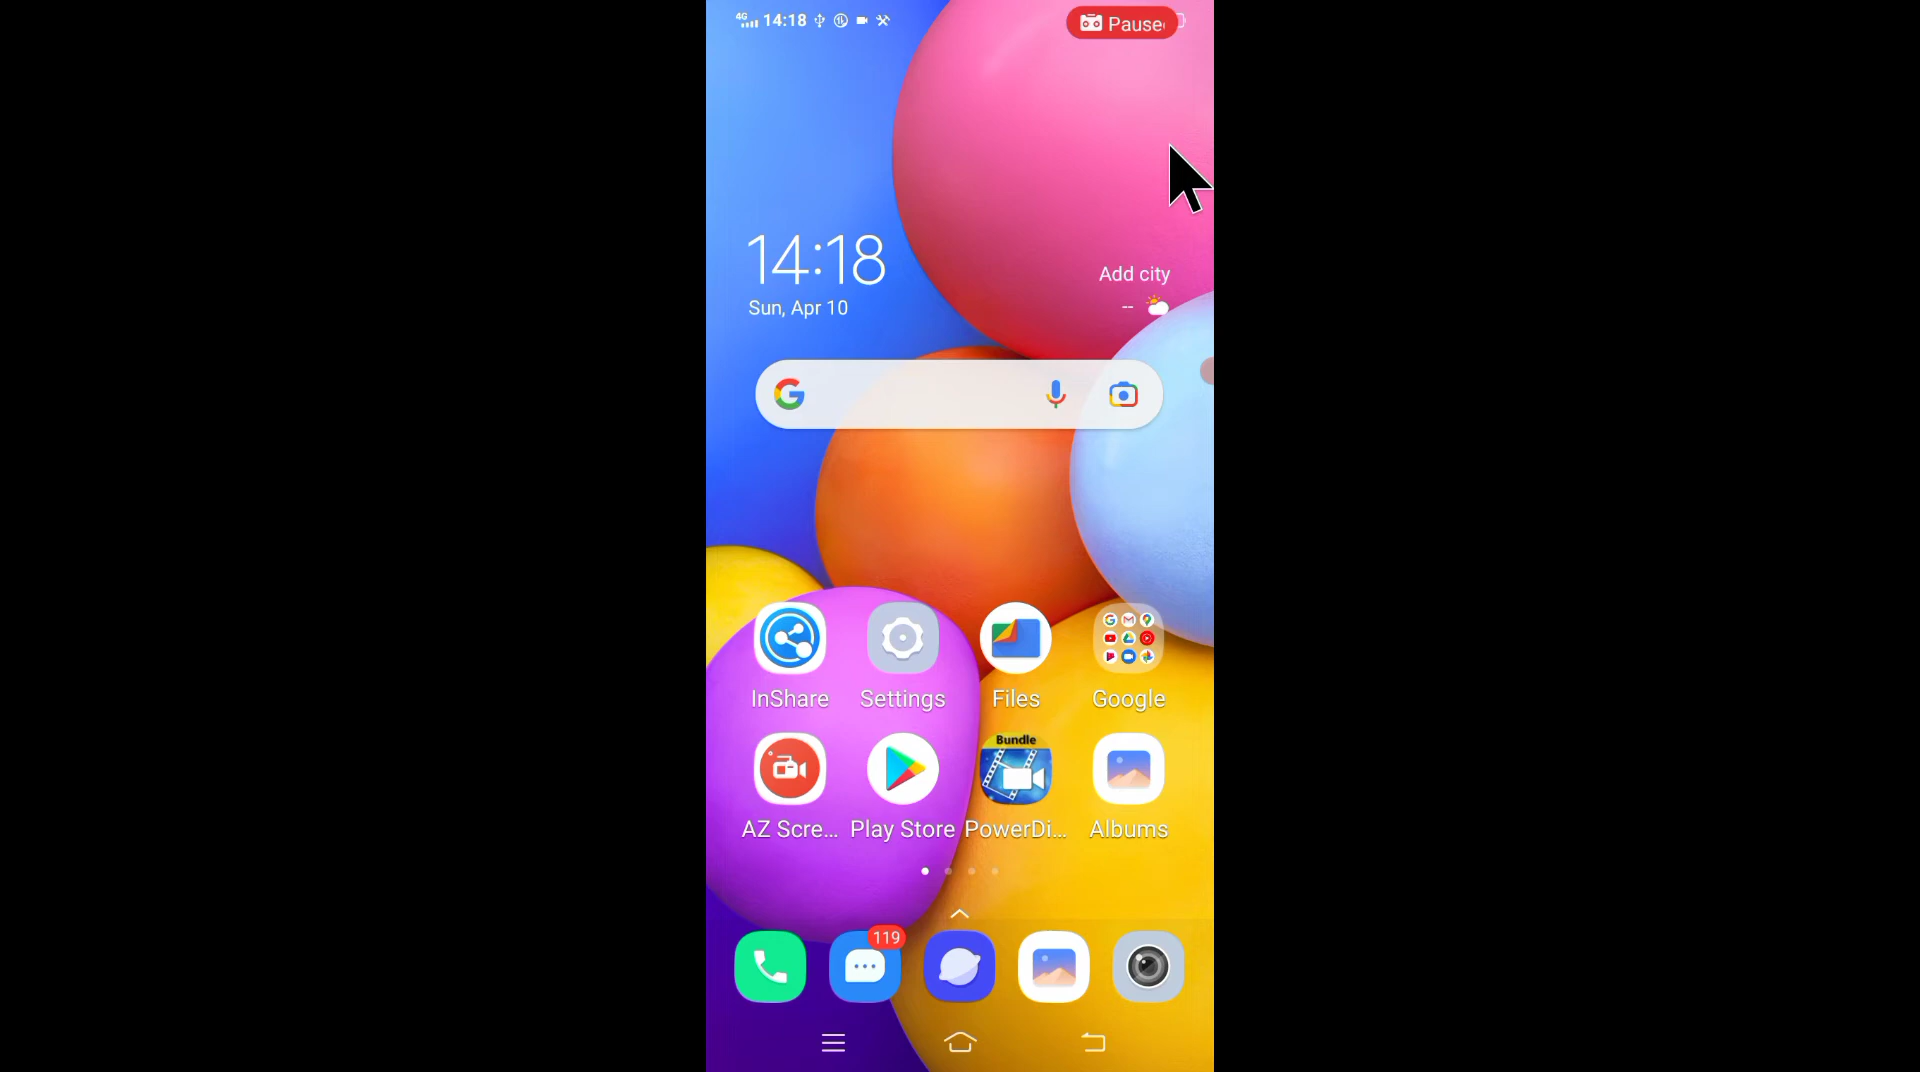 4G 14:18
Pause
14:18
Sun, Apr 10
Add city
--
InShare Settings Files Google
Bundle
AZ Scre... Play Store PowerDi... Albums
119